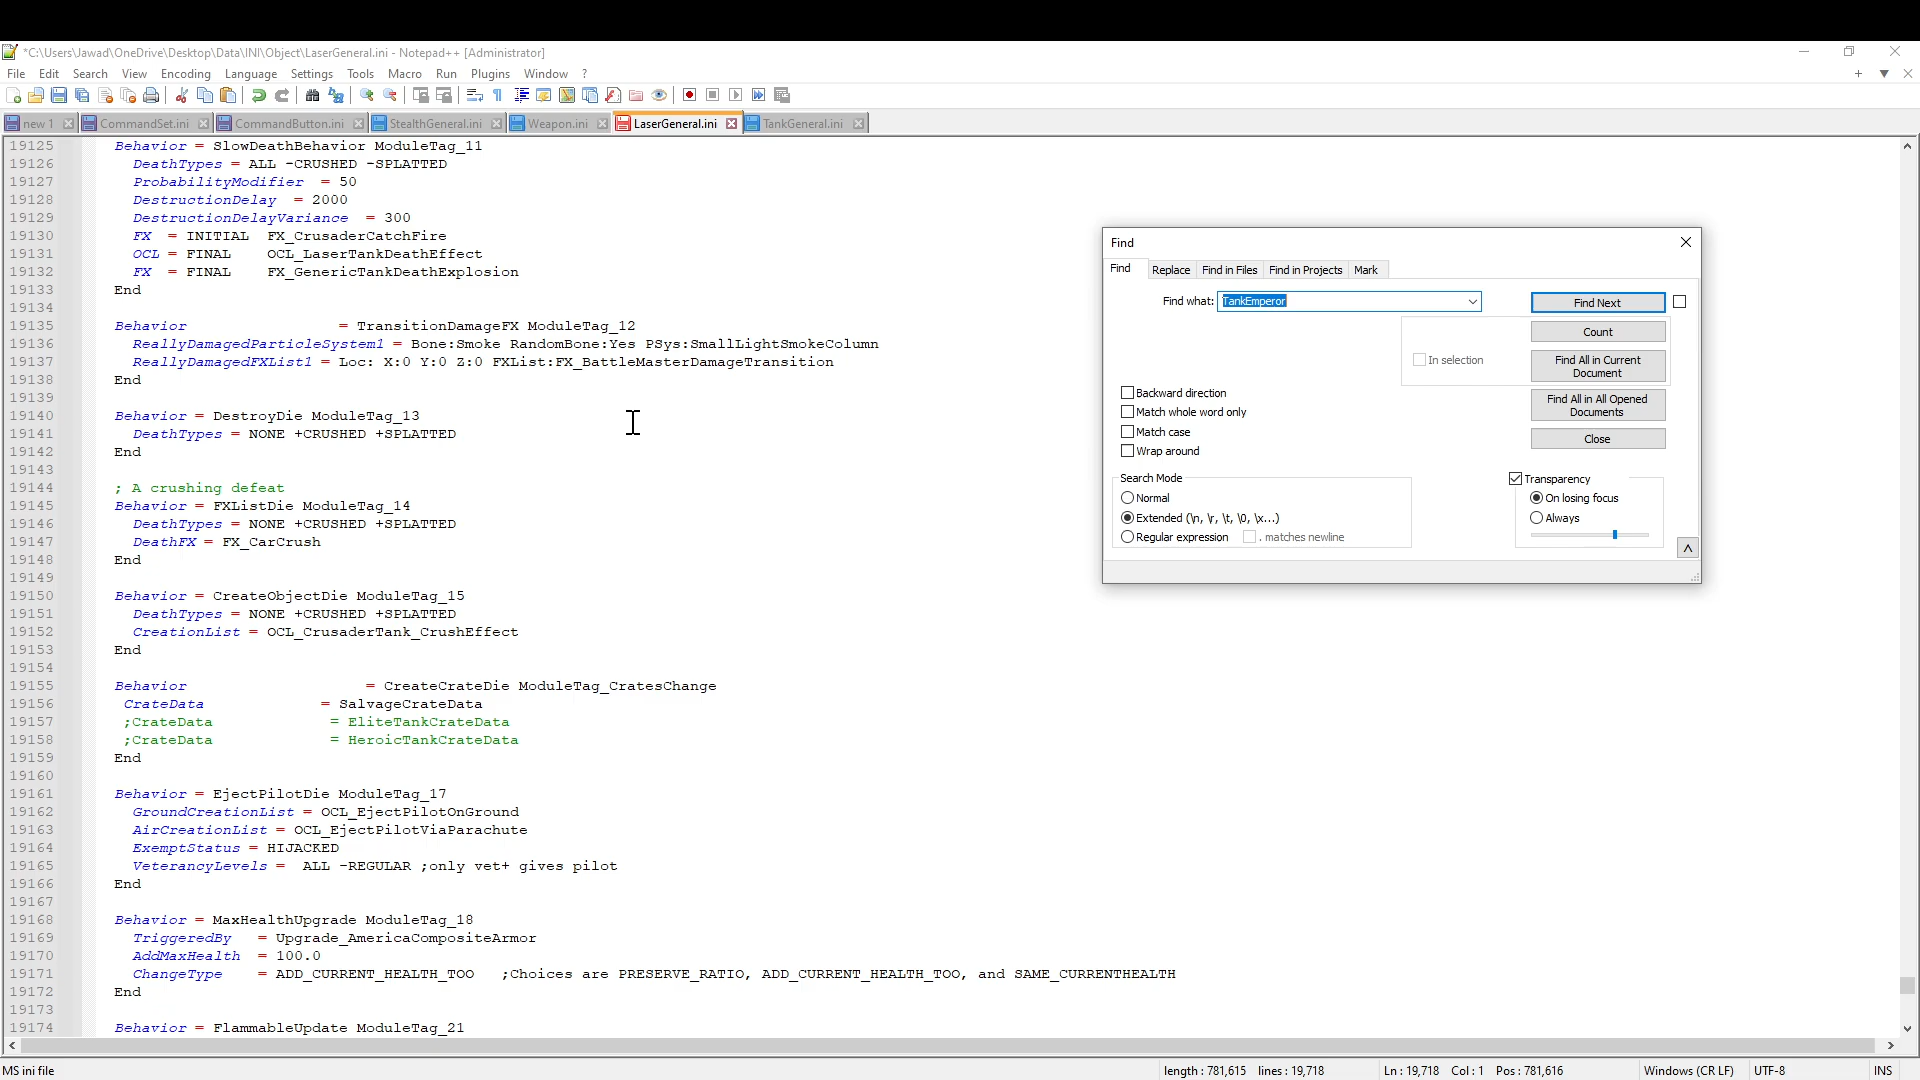 *C:\Users\Jawad\OneDrive\Desktop\Data\INI\Object\LaserGeneral.ini - Notepad++ [Administrator]
File Edit Search View Encoding Language Settings Tools Macro Run Plugins Window ?
new 1 CommandSet.ini CommandButton.ini StealthGeneral.ini Weapon.ini LaserGeneral.ini TankGeneral.ini
19125 Behavior = SlowDeathBehavior ModuleTag_11
19126 DeathTypes = ALL -CRUSHED -SPLATTED
19127 ProbabilityModifier = 50
19128 DestructionDelay = 2000
19129 DestructionDelayVariance = 300
19130 FX = INITIAL FX_CrusaderCatchFire
19131 OCL = FINAL OCL_LaserTankDeathEffect
19132 FX = FINAL FX_GenericTankDeathExplosion
19133 End
19134
19135 Behavior = TransitionDamageFX ModuleTag_12
19136 ReallyDamagedParticleSystem1 = Bone:Smoke RandomBone:Yes PSys:SmallLightSmokeColumn
19137 ReallyDamagedFXList1 = Loc: X:0 Y:0 Z:0 FXList:FX_BattleMasterDamageTransition
19138 End
19139
19140 Behavior = DestroyDie ModuleTag_13
19141 DeathTypes = NONE +CRUSHED +SPLATTED
19142 End
19143
19144 ; A crushing defeat
19145 Behavior = FXListDie ModuleTag_14
19146 DeathTypes = NONE +CRUSHED +SPLATTED
19147 DeathFX = FX_CarCrush
19148 End
19149
19150 Behavior = CreateObjectDie ModuleTag_15
19151 DeathTypes = NONE +CRUSHED +SPLATTED
19152 CreationList = OCL_CrusaderTank_CrushEffect
19153 End
19154
19155 Behavior = CreateCrateDie ModuleTag_CratesChange
19156 CrateData = SalvageCrateData
19157 ;CrateData = EliteTankCrateData
19158 ;CrateData = HeroicTankCrateData
19159 End
19160
19161 Behavior = EjectPilotDie ModuleTag_17
19162 GroundCreationList = OCL_EjectPilotOnGround
19163 AirCreationList = OCL_EjectPilotViaParachute
19164 ExemptStatus = HIJACKED
19165 VeterancyLevels = ALL -REGULAR ;only vet+ gives pilot
19166 End
19167
19168 Behavior = MaxHealthUpgrade ModuleTag_18
19169 TriggeredBy = Upgrade_AmericaCompositeArmor
19170 AddMaxHealth = 100.0
19171 ChangeType = ADD_CURRENT_HEALTH_TOO ;Choices are PRESERVE_RATIO, ADD_CURRENT_HEALTH_TOO, and SAME_CURRENTHEALTH
19172 End
19173
19174 Behavior = FlammableUpdate ModuleTag_21
Find
Find Replace Find in Files Find in Projects Mark
Find what: TankEmperor Find Next
Count
In selection Find All in Current Document
Backward direction Find All in All Opened Documents
Match whole word only
Match case Close
Wrap around
Search Mode Transparency
Normal On losing focus
Extended (\n, \r, \t, \0, \x...) Always
Regular expression . matches newline
MS ini file length : 781,615 lines : 19,718 Ln : 19,718 Col : 1 Pos : 781,616 Windows (CR LF) UTF-8 INS